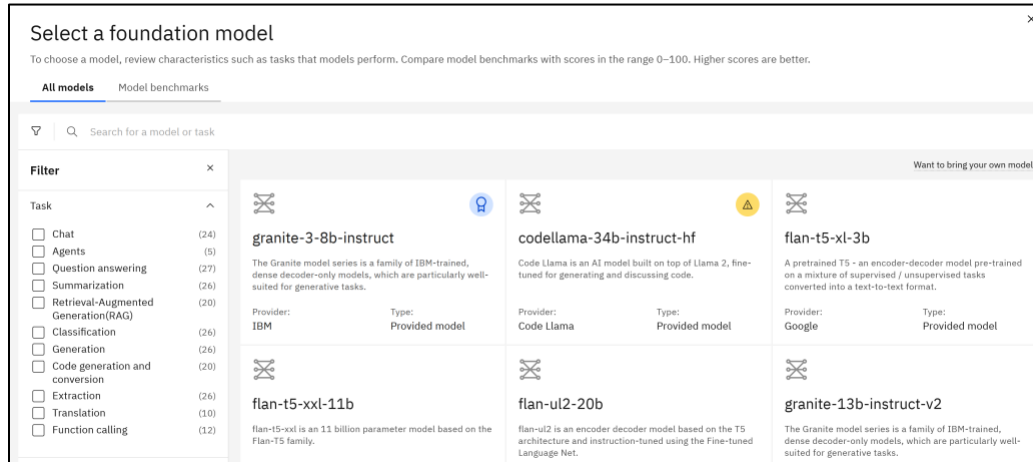 Select a foundation model
To choose a model, review characteristics such as tasks that models perform. Compare model benchmarks with scores in the range 0–100. Higher scores are better.
All models
Model benchmarks
Search for a model or task
Filter
Task
Chat (24)
Agents (5)
Question answering (27)
Summarization (26)
Retrieval-Augmented (20)
Generation(RAG)
Classification (26)
Generation (26)
Code generation and (20)
conversion
Extraction (26)
Translation (10)
Function calling (12)
Want to bring your own model
granite-3-8b-instruct
The Granite model series is a family of IBM-trained,
dense decoder-only models, which are particularly well-
suited for generative tasks.
Provider: Type:
IBM Provided model
codellama-34b-instruct-hf
Code Llama is an AI model built on top of Llama 2, fine-
tuned for generating and discussing code.
Provider: Type:
Code Llama Provided model
flan-t5-xl-3b
A pretrained T5 - an encoder-decoder model pre-trained
on a mixture of supervised / unsupervised tasks
converted into a text-to-text format.
Provider: Type:
Google Provided model
flan-t5-xxl-11b
flan-t5-xxl is an 11 billion parameter model based on the
Flan-T5 family.
flan-ul2-20b
flan-ul2 is an encoder decoder model based on the T5
architecture and instruction-tuned using the Fine-tuned
Language Net.
granite-13b-instruct-v2
The Granite model series is a family of IBM-trained,
dense decoder-only models, which are particularly well-
suited for generative tasks.